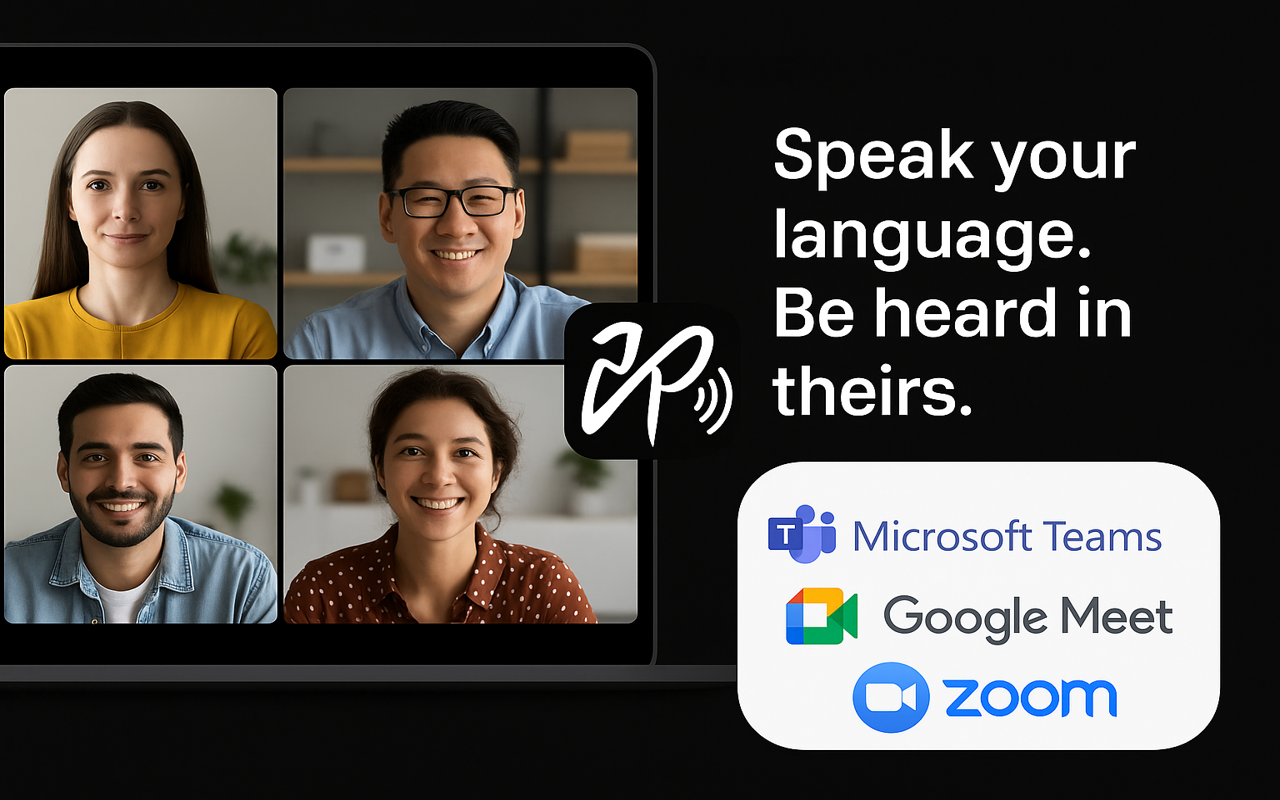 Speak your
language.
Be heard in
theirs.
T Microsoft Teams
Google Meet
zoom